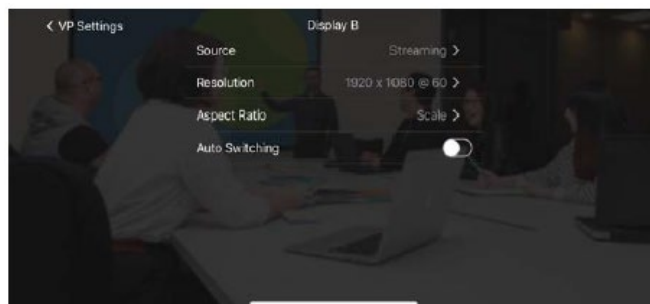 VP Settings
Display B
Source Streaming
Resolution 1920 x 1080 @ 60
Aspect Ratio Scale
Auto Switching